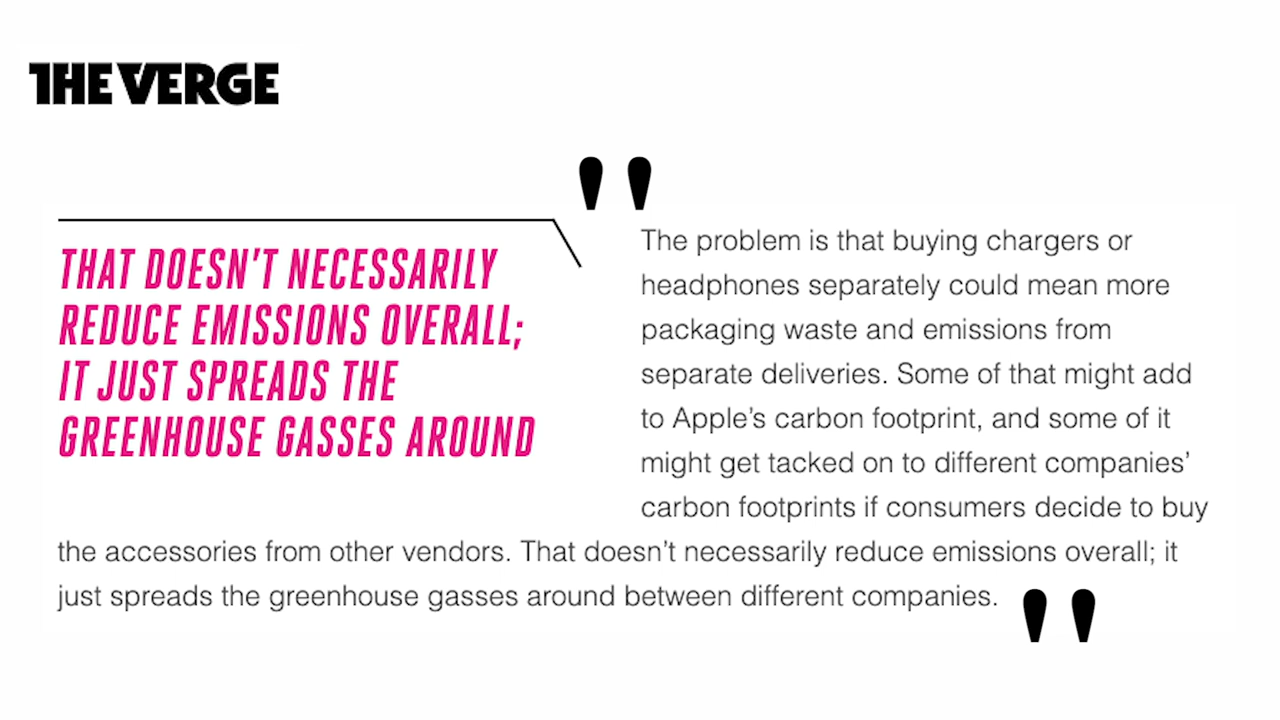 THE VERGE
THAT DOESN'T NECESSARILY
REDUCE EMISSIONS OVERALL;
IT JUST SPREADS THE
GREENHOUSE GASSES AROUND
"The problem is that buying chargers or
headphones separately could mean more
packaging waste and emissions from
separate deliveries. Some of that might add
to Apple's carbon footprint, and some of it
might get tacked on to different companies'
carbon footprints if consumers decide to buy
the accessories from other vendors. That doesn't necessarily reduce emissions overall; it
just spreads the greenhouse gasses around between different companies."